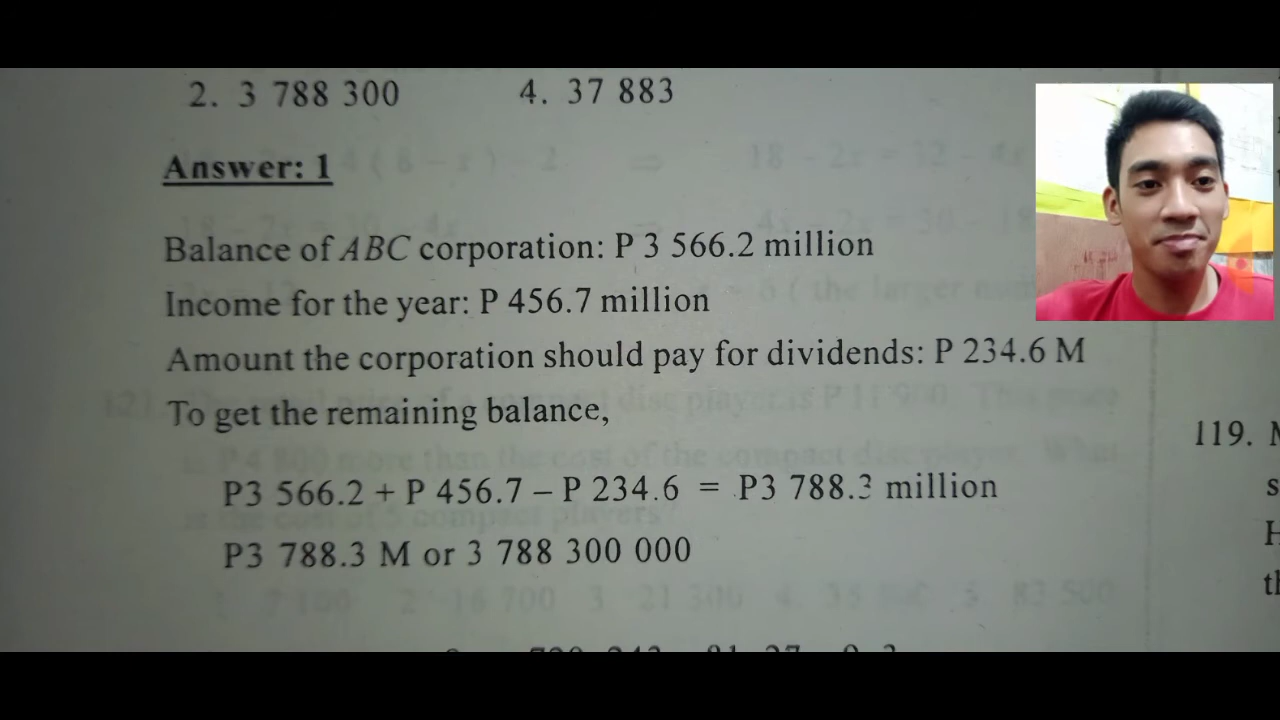 2. 3 788 300 4. 37 883
Answer: 1
Balance of ABC corporation: P 3 566.2 million
Income for the year: P 456.7 million
Amount the corporation should pay for dividends: P 234.6 M
To get the remaining balance,
P3 566.2 + P 456.7 – P 234.6 = P3 788.3 million
P3 788.3 M or 3 788 300 000
119.